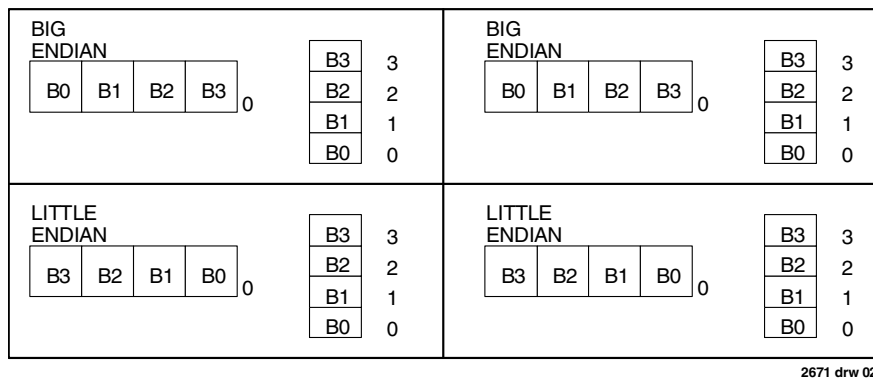 BIG
ENDIAN
B0 B1 B2 B3 0
B3 3
B2 2
B1 1
B0 0
BIG
ENDIAN
B0 B1 B2 B3 0
B3 3
B2 2
B1 1
B0 0
LITTLE
ENDIAN
B3 B2 B1 B0 0
B3 3
B2 2
B1 1
B0 0
LITTLE
ENDIAN
B3 B2 B1 B0 0
B3 3
B2 2
B1 1
B0 0
2671 drw 02